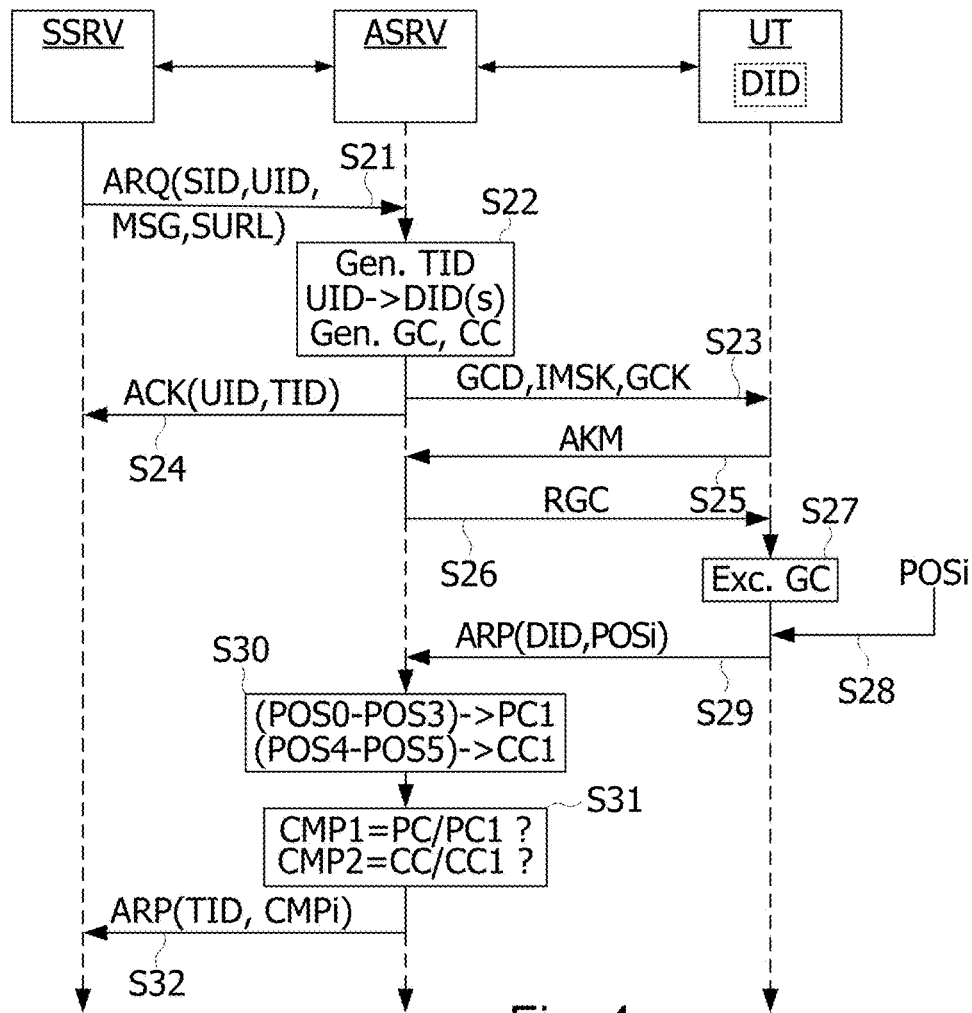 SSRV
ASRV
UT
DID
S21
ARQ(SID,UID,
MSG,SURL)
S22
Gen. TID
UID->DID(s)
Gen. GC, CC
S23
GCD,IMSK,GCK
ACK(UID,TID)
S24
AKM
S25
RGC
S26
S27
Exc. GC
POSi
S28
ARP(DID,POSi)
S29
S30
(POS0-POS3)->PC1
(POS4-POS5)->CC1
S31
CMP1=PC/PC1 ?
CMP2=CC/CC1 ?
ARP(TID, CMPi)
S32